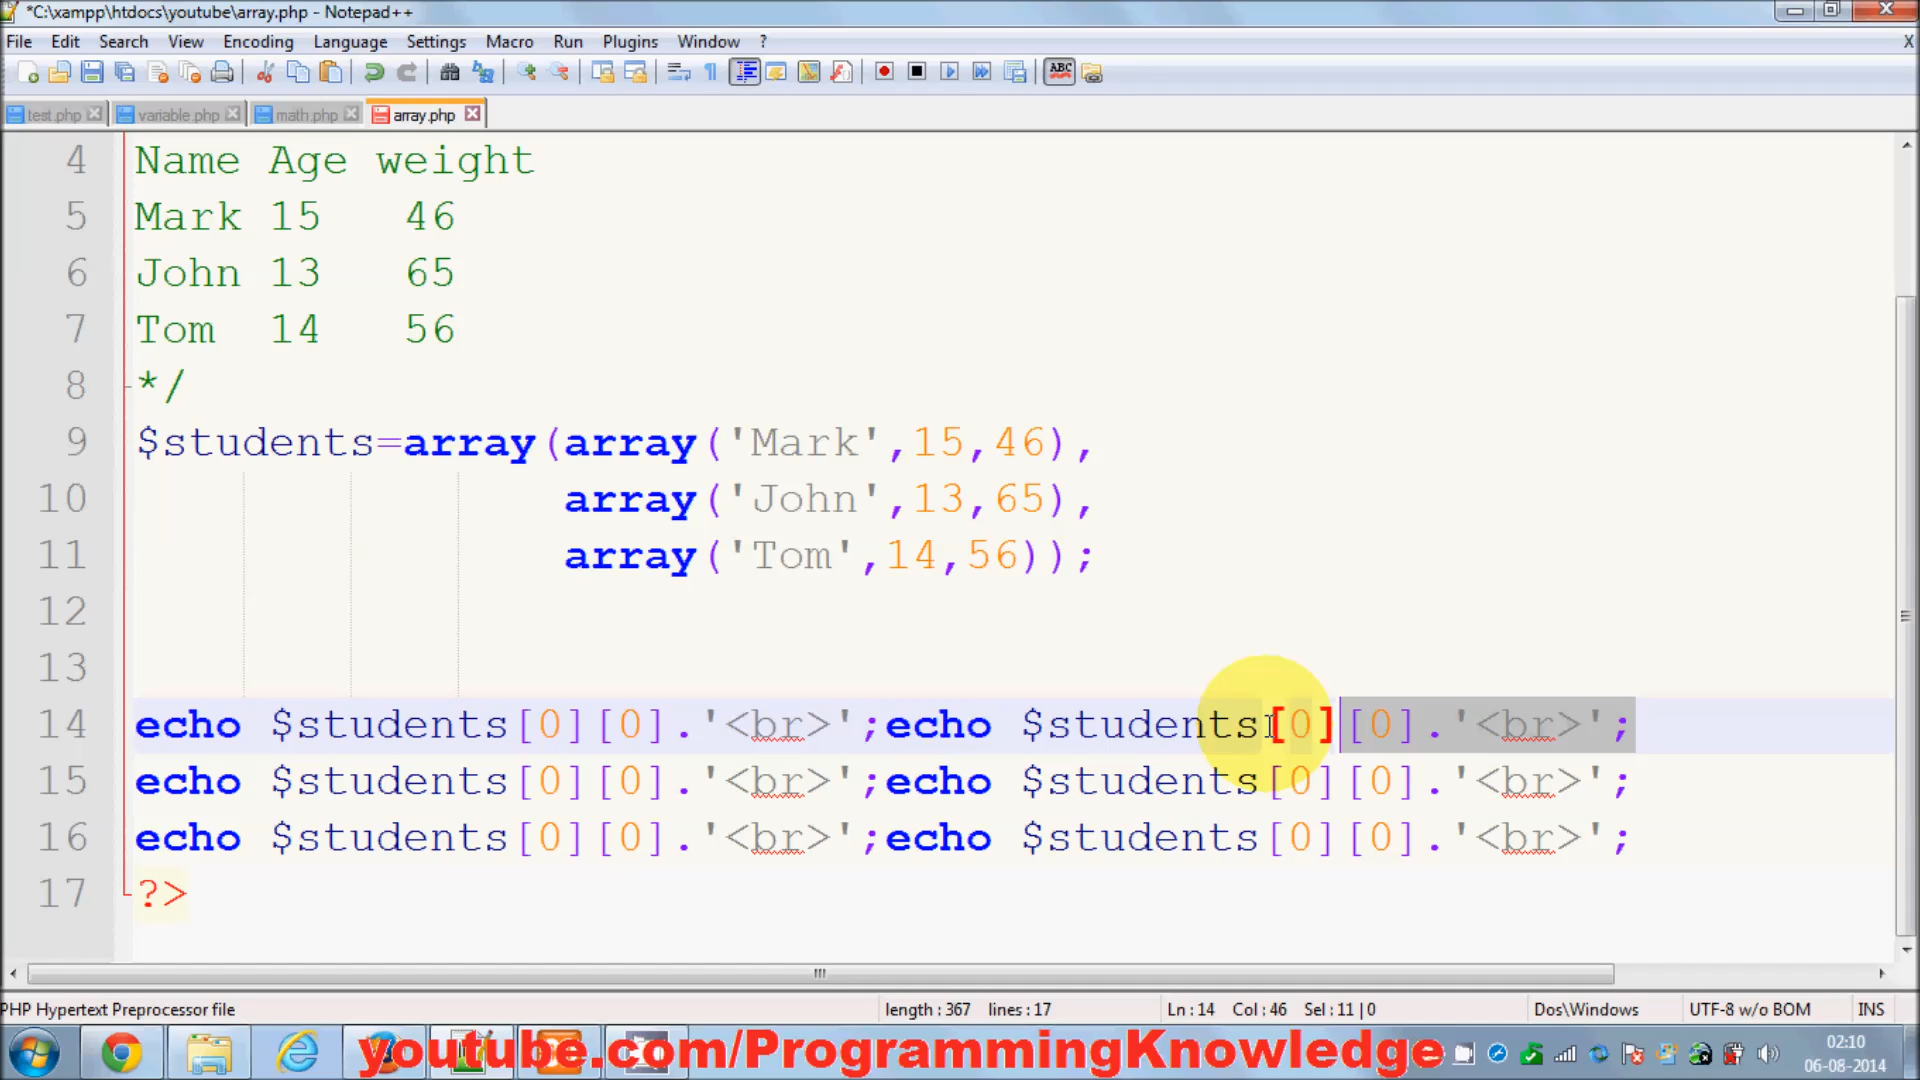 *C:\xampp\htdocs\youtube\array.php - Notepad++
File Edit Search View Encoding Language Settings Macro Run Plugins Window ? X
ABC
test.php variable.php math.php array.php
4 Name Age weight
5 Mark 15 46
6 John 13 65
7 Tom 14 56
8 */
9 $students=array(array('Mark',15,46),
10 array('John',13,65),
11 array('Tom',14,56));
12
13
14 echo $students[0][0].'<br>';echo $students[0][0].'<br>';
15 echo $students[0][0].'<br>';echo $students[0][0].'<br>';
16 echo $students[0][0].'<br>';echo $students[0][0].'<br>';
17 ?>
PHP Hypertext Preprocessor file length : 367 lines : 17 Ln : 14 Col : 46 Sel : 11 | 0 Dos\Windows UTF-8 w/o BOM INS
youtube.com/ProgrammingKnowledge
02:10
06-08-2014